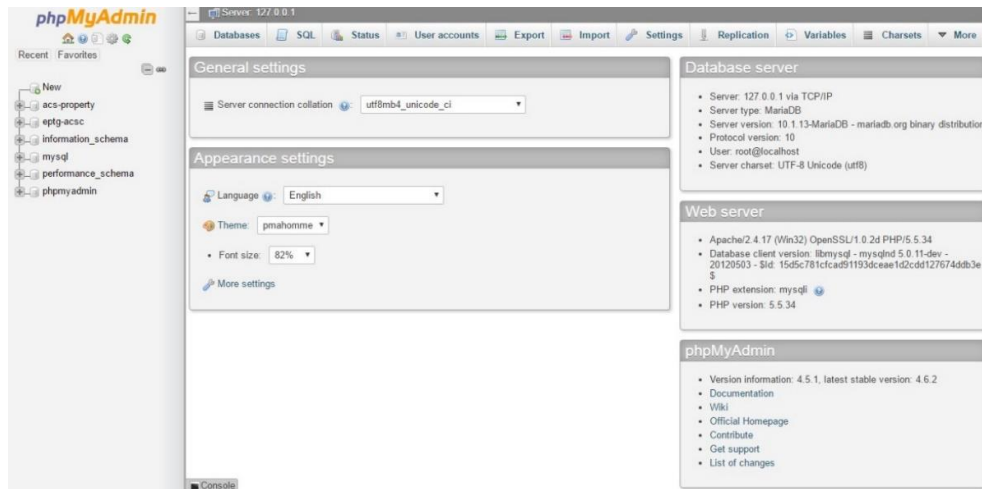 phpMyAdmin
Recent Favorites
New
acs-property
eptg-acsc
information_schema
mysql
performance_schema
phpmyadmin
Server: 127.0.0.1
Databases SQL Status User accounts Export Import Settings Replication Variables Charsets More
General settings
Server connection collation : utf8mb4_unicode_ci
Appearance settings
Language : English
Theme: pmahomme
• Font size: 82%
More settings
Database server
• Server: 127.0.0.1 via TCP/IP
• Server type: MariaDB
• Server version: 10.1.13-MariaDB - mariadb.org binary distribution
• Protocol version: 10
• User: root@localhost
• Server charset: UTF-8 Unicode (utf8)
Web server
• Apache/2.4.17 (Win32) OpenSSL/1.0.2d PHP/5.5.34
• Database client version: libmysql - mysqlnd 5.0.11-dev -
20120503 - $Id: 15d5c781cfcad91193dceae1d2cdd127674ddb3e
$
• PHP extension: mysqli
• PHP version: 5.5.34
phpMyAdmin
• Version information: 4.5.1, latest stable version: 4.6.2
• Documentation
• Wiki
• Official Homepage
• Contribute
• Get support
• List of changes
Console